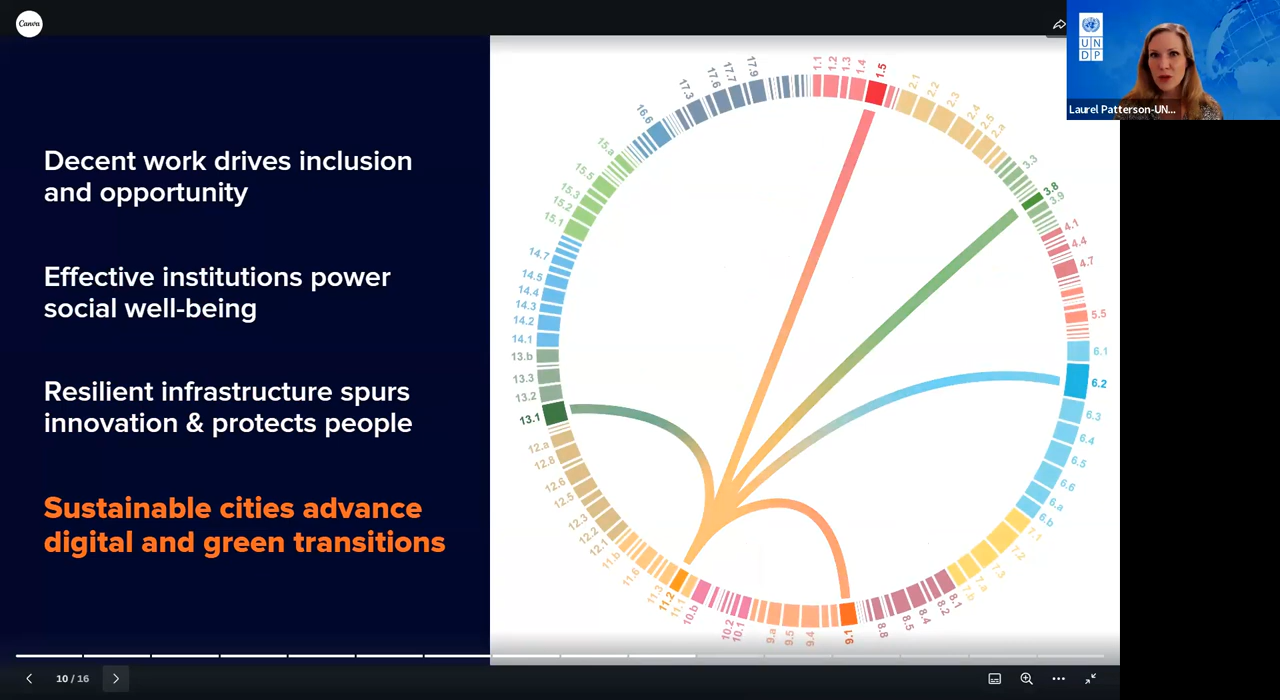 Canva
Decent work drives inclusion
and opportunity
Effective institutions power
social well-being
Resilient infrastructure spurs
innovation & protects people
Sustainable cities advance
digital and green transitions
1.1
1.2
1.3
1.4
1.5
2.1
2.2
2.3
2.4
2.5
2.a
3.3
3.8
3.9
4.1
4.4
4.7
5.5
6.1
6.2
6.3
6.4
6.5
6.6
6.a
6.b
7.1
7.2
7.3
7.a
7.b
8.1
8.2
8.4
8.5
8.8
9.1
9.4
9.5
9.a
10.1
10.2
10.b
11.1
11.2
11.3
11.6
11.b
12.1
12.2
12.3
12.5
12.6
12.8
12.a
13.1
13.2
13.3
13.b
14.1
14.2
14.3
14.4
14.5
14.7
15.1
15.2
15.3
15.5
15.a
16.6
17.3
17.6
17.7
17.9
U N
D P
Laurel Patterson-UN...
10 / 16